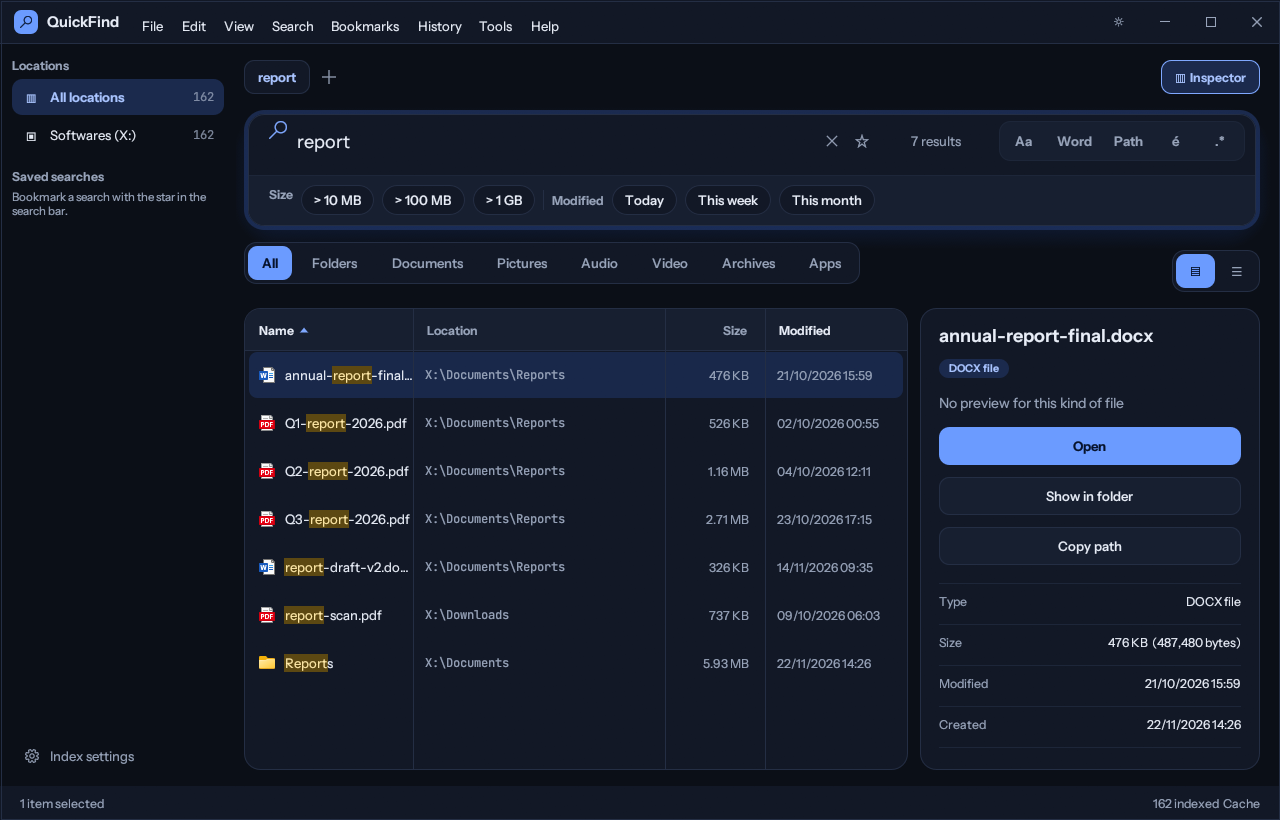 QuickFind File Edit View Search Bookmarks History Tools Help
Locations
All locations 162
Softwares (X:) 162
Saved searches
Bookmark a search with the star in the
search bar.
Index settings
report
Inspector
report 7 results Aa Word Path é .*
Size > 10 MB > 100 MB > 1 GB Modified Today This week This month
All Folders Documents Pictures Audio Video Archives Apps
Name Location Size Modified
annual-report-final... X:\Documents\Reports 476 KB 21/10/2026 15:59
Q1-report-2026.pdf X:\Documents\Reports 526 KB 02/10/2026 00:55
Q2-report-2026.pdf X:\Documents\Reports 1.16 MB 04/10/2026 12:11
Q3-report-2026.pdf X:\Documents\Reports 2.71 MB 23/10/2026 17:15
report-draft-v2.do... X:\Documents\Reports 326 KB 14/11/2026 09:35
report-scan.pdf X:\Downloads 737 KB 09/10/2026 06:03
Reports X:\Documents 5.93 MB 22/11/2026 14:26
annual-report-final.docx
DOCX file
No preview for this kind of file
Open
Show in folder
Copy path
Type DOCX file
Size 476 KB (487,480 bytes)
Modified 21/10/2026 15:59
Created 22/11/2026 14:26
1 item selected 162 indexed Cache